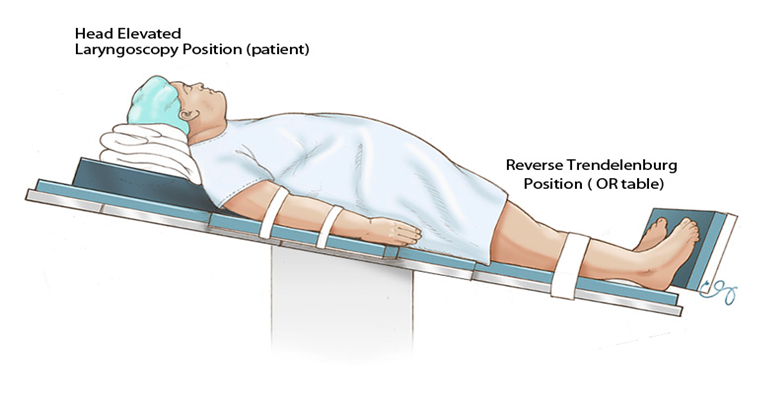 Head Elevated
Laryngoscopy Position (patient)
Reverse Trendelenburg
Position ( OR table)